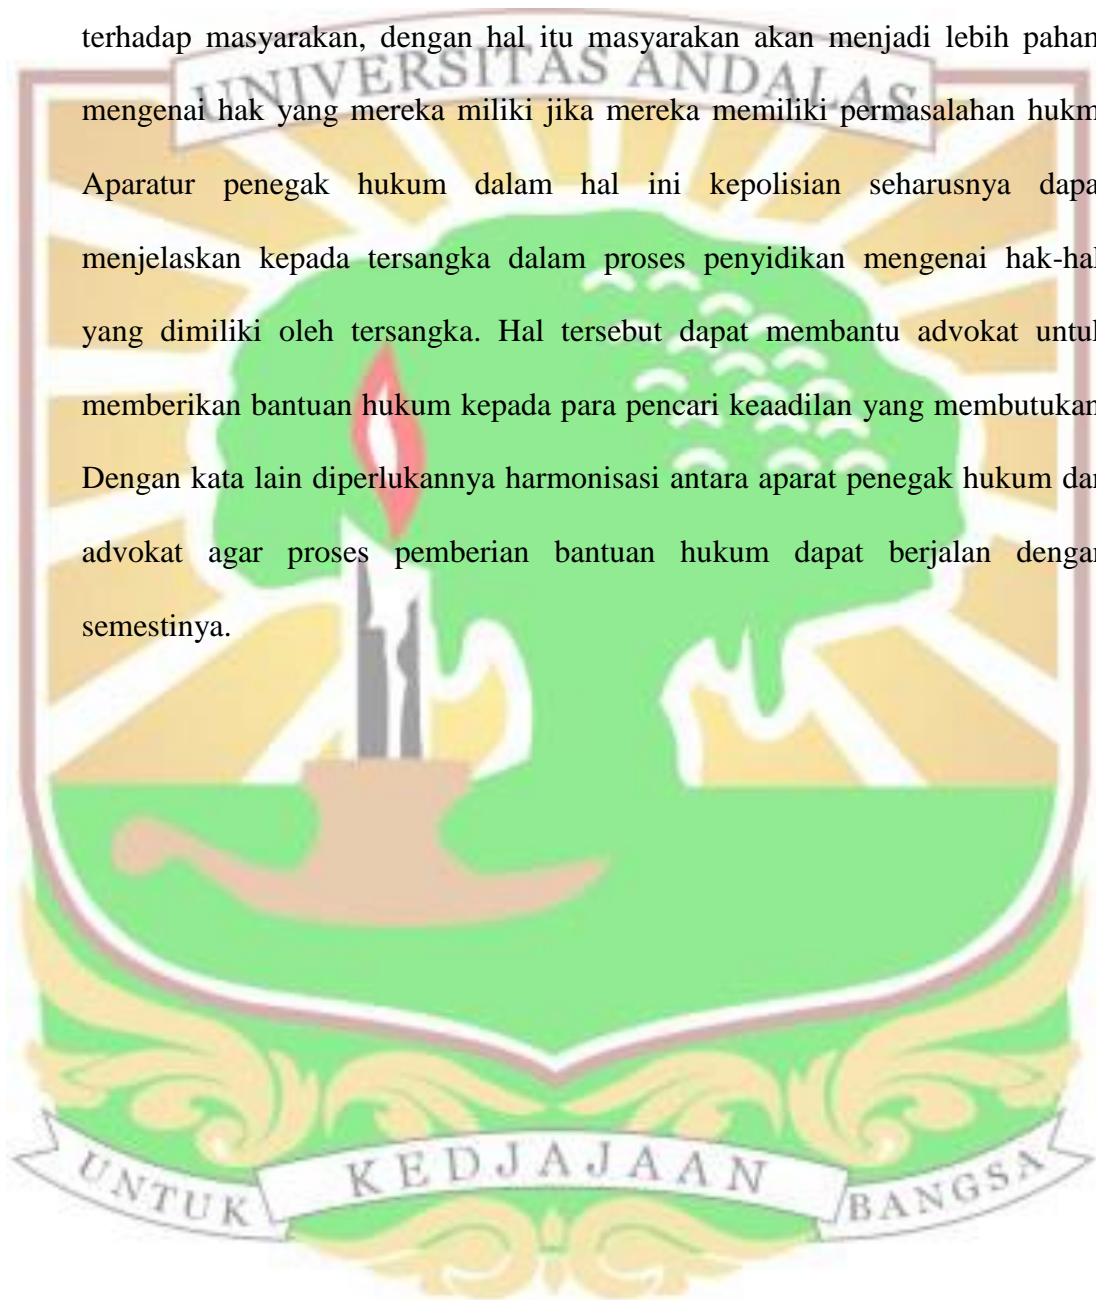 terhadap masyarakan, dengan hal itu masyarakan akan menjadi lebih pahan
mengenai hak yang mereka miliki jika mereka memiliki permasalahan hukm
Aparatur penegak hukum dalam hal ini kepolisian seharusnya dapa
menjelaskan kepada tersangka dalam proses penyidikan mengenai hak-hal
yang dimiliki oleh tersangka. Hal tersebut dapat membantu advokat untul
memberikan bantuan hukum kepada para pencari keaadilan yang membutukan
Dengan kata lain diperlukannya harmonisasi antara aparat penegak hukum dan
advokat agar proses pemberian bantuan hukum dapat berjalan dengan
semestinya.
UNIVERSITAS ANDALAS
UNTUK KEDJAJAAN BANGSA